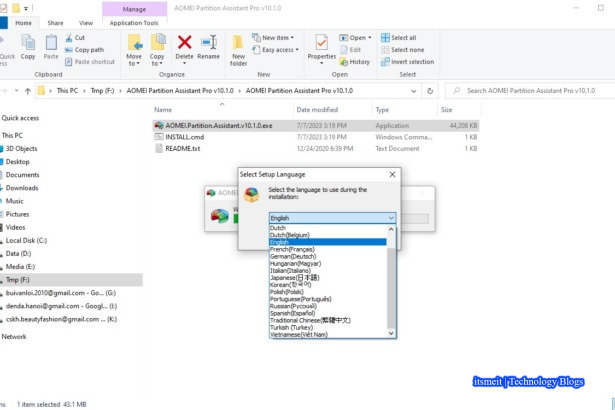 Manage
AOMEI Partition Assistant Pro v10.1.0
Home
Share
View
Application Tools
Cut
Copy path
Paste shortcut
Copy
Paste
Move to
Copy to
Delete
Rename
New folder
New item
Easy access
Properties
Open
Edit
History
Select all
Select none
Invert selection
Clipboard
Organize
New
Open
Select
This PC
Tmp (F:)
AOMEI Partition Assistant Pro v10.1.0
AOMEI Partition Assistant Pro v10.1.0
Search AOMEI Partition Assistant Pro v10.1.0
Name
Date modified
Type
Size
AOMEI.Partition.Assistant.v10.1.0.exe
7/7/2023 3:19 PM
Application
44,208 KB
INSTALL.cmd
7/7/2023 3:19 PM
Windows Comma...
1 KB
README.txt
12/24/2020 6:39 PM
Text Document
1 KB
Quick access
This PC
3D Objects
Desktop
Documents
Downloads
Music
Pictures
Videos
Local Disk (C:)
Data (D:)
Media (E:)
Tmp (F:)
buivanloi.2010@gmail.com - Goo... (G:)
denda.hanoi@gmail.com - Googl... (I:)
cskh.beautyfashion@gmail.com ... (K:)
Network
AOMEI
Select Setup Language
Select the language to use during the
installation:
English
Dutch
Dutch(Belgium)
English
French(Français)
German(Deutsch)
Hungarian(Magyar)
Italian(Italiano)
Japanese(日本語)
Korean(한국어)
Polish(Polski)
Portuguese(Português)
Russian(Русский)
Spanish(Español)
Traditional Chinese(繁體中文)
Turkish (Turkey)
Vietnamese(Việt Nam)
itsmeit | Technology Blogs
1 item selected 43.1 MB